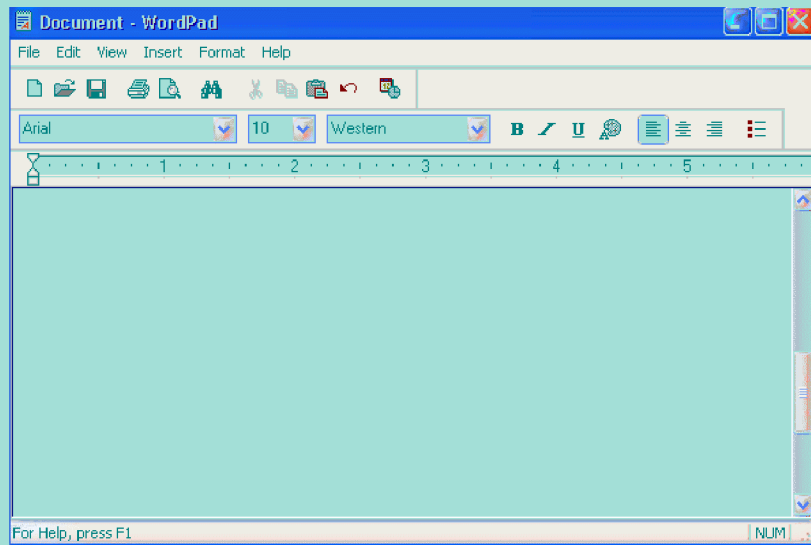 Document - WordPad
File Edit View Insert Format Help
Arial 10 Western B I U
1 2 3 4 5
For Help, press F1 NUM